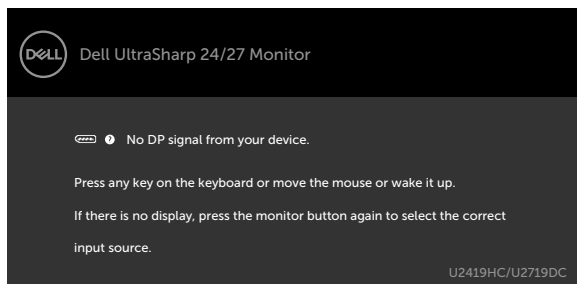 DELL
Dell UltraSharp 24/27 Monitor
? No DP signal from your device.
Press any key on the keyboard or move the mouse or wake it up.
If there is no display, press the monitor button again to select the correct
input source.
U2419HC/U2719DC